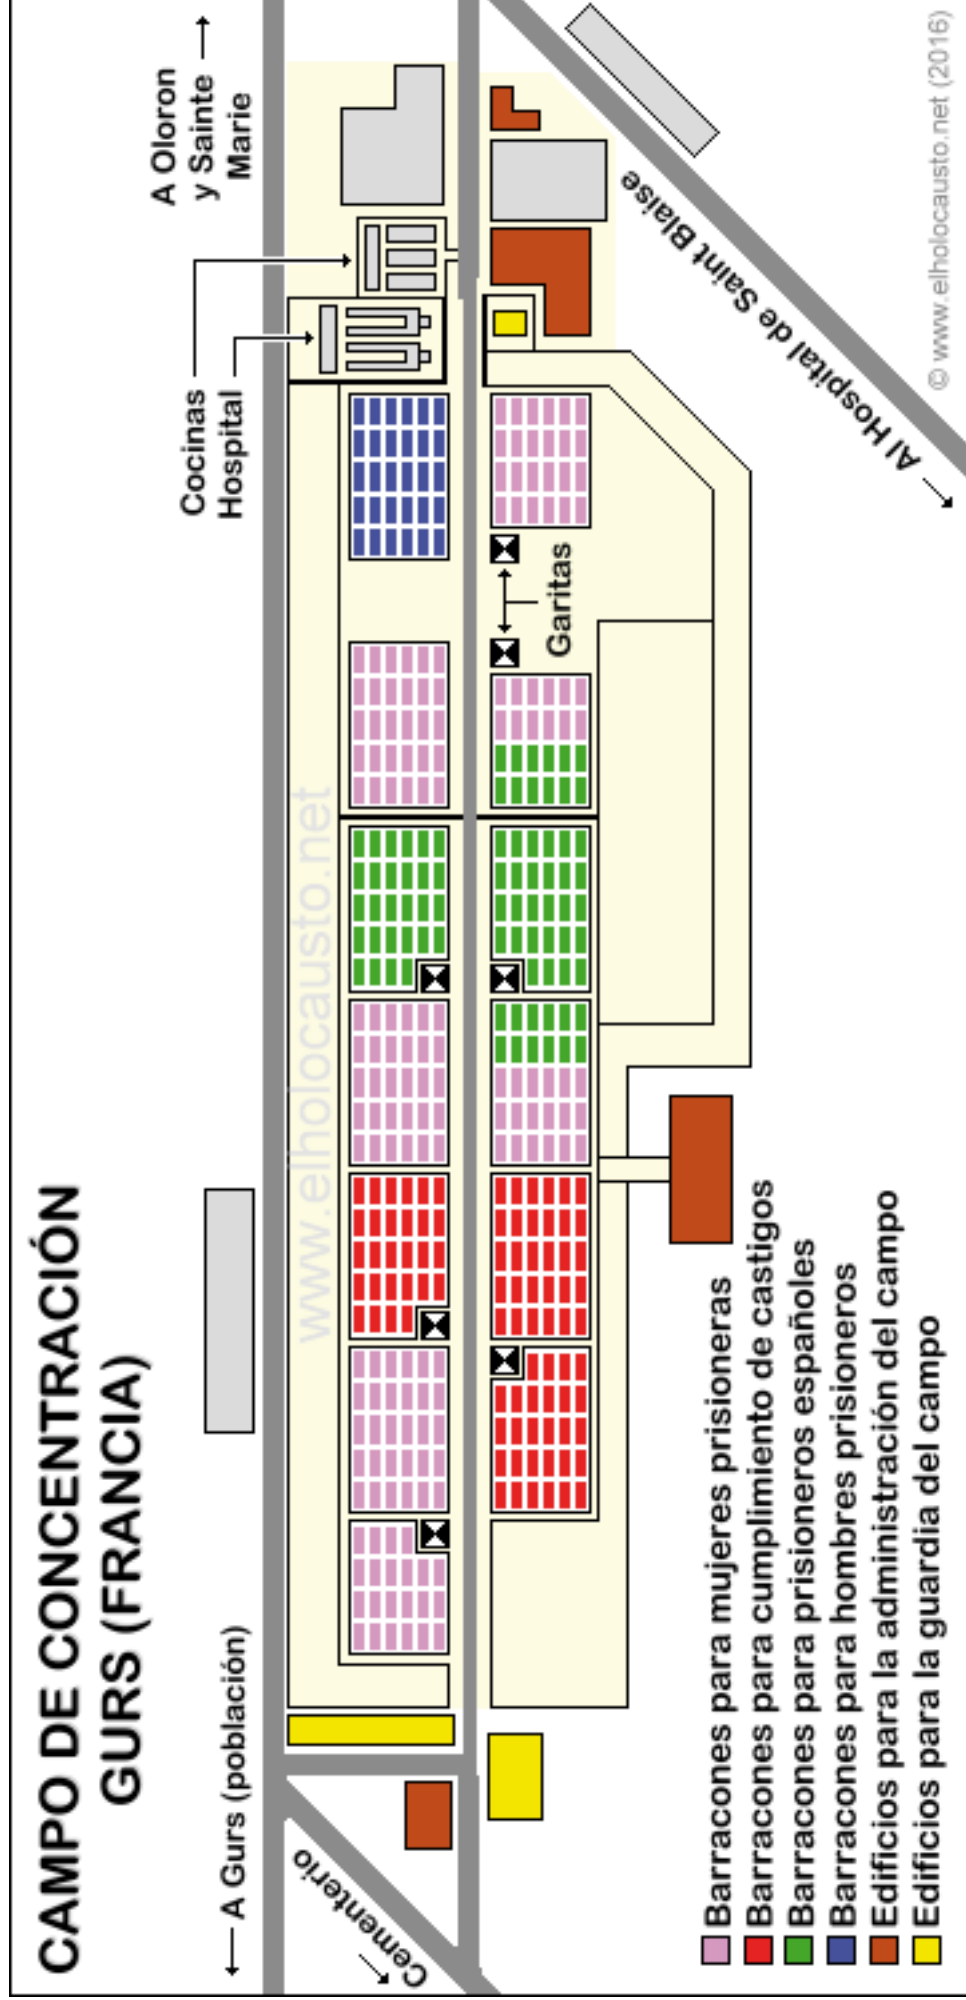 CAMPO DE CONCENTRACIÓN
GURS (FRANCIA)
← A Gurs (población)
Cementerio
Cocinas
Hospital
A Oloron
y Sainte →
Marie
www.elholocausto.net
Garitas
Al Hospital de Saint Blaise
Barracones para mujeres prisioneras
Barracones para cumplimiento de castigos
Barracones para prisioneros españoles
Barracones para hombres prisioneros
Edificios para la administración del campo
Edificios para la guardia del campo
© www.elholocausto.net (2016)